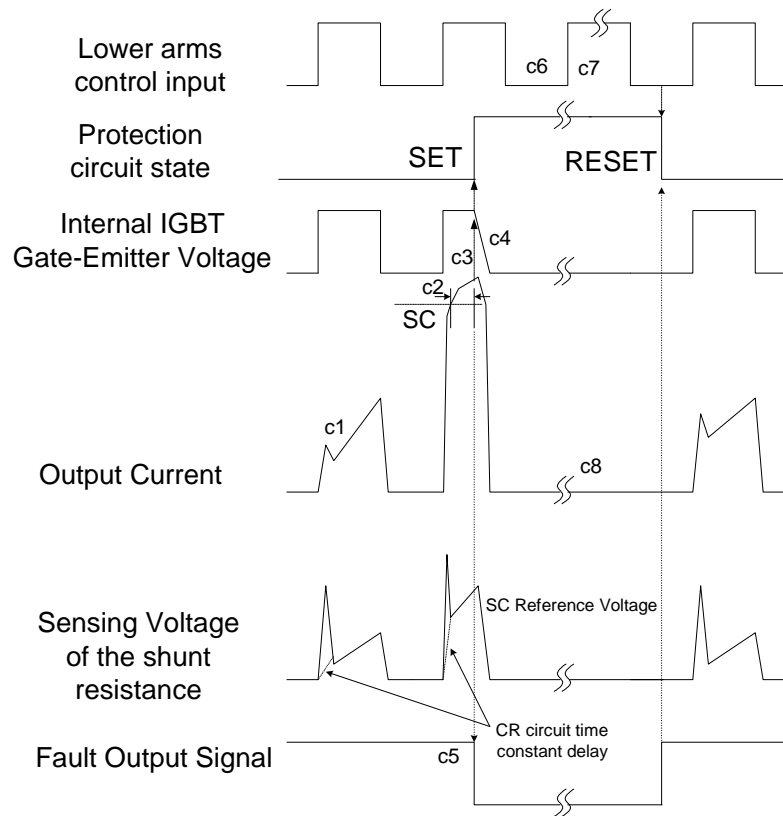 Lower arms
control input
c6
c7
Protection
circuit state
SET
RESET
Internal IGBT
Gate-Emitter Voltage
c4
c3
c2
SC
c1
Output Current
c8
SC Reference Voltage
Sensing Voltage
of the shunt
resistance
CR circuit time
constant delay
Fault Output Signal
c5